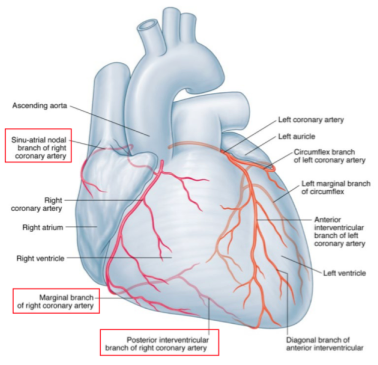 Ascending aorta
Sinu-atrial nodal
branch of right
coronary artery
Right
coronary artery
Right atrium
Right ventricle
Marginal branch
of right coronary artery
Posterior interventricular
branch of right coronary artery
Left coronary artery
Left auricle
Circumflex branch
of left coronary artery
Left marginal branch
of circumflex
Anterior
interventricular
branch of left
coronary artery
Left ventricle
Diagonal branch of
anterior interventricular